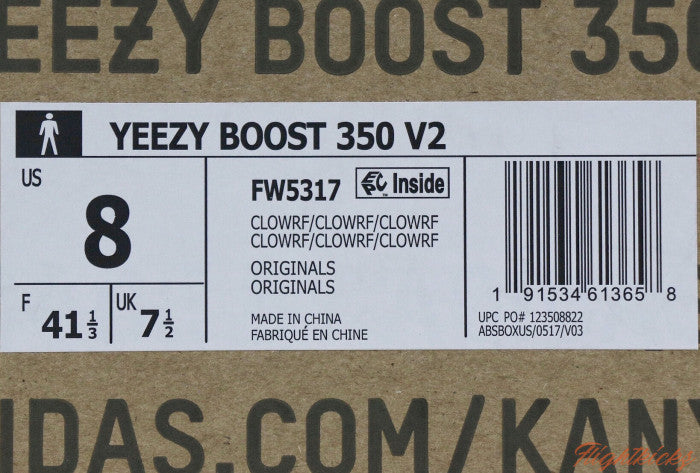 EEZY BOOST 350
YEEZY BOOST 350 V2
US
8
F
41 1/3
UK
7 1/2
FW5317
Inside
CLOWRF/CLOWRF/CLOWRF
CLOWRF/CLOWRF/CLOWRF
ORIGINALS
ORIGINALS
MADE IN CHINA
FABRIQUÉ EN CHINE
1 91534 61365 8
UPC PO# 123508822
ABSBOXUS/0517/V03
IDAS.COM/KANY